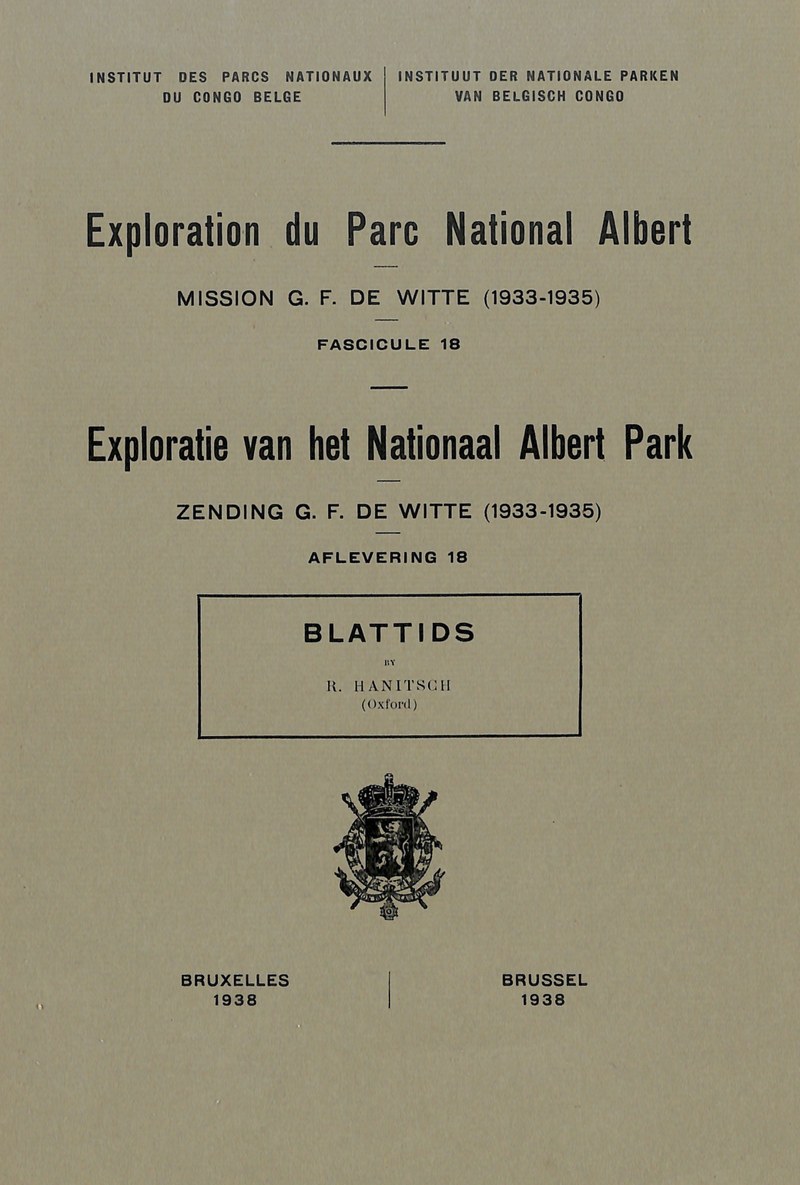 INSTITUT DES PARCS NATIONAUX
DU CONGO BELGE
INSTITUUT DER NATIONALE PARKEN
VAN BELGISCH CONGO
Exploration du Parc National Albert
MISSION G. F. DE WITTE (1933-1935)
FASCICULE 18
Exploratie van het Nationaal Albert Park
ZENDING G. F. DE WITTE (1933-1935)
AFLEVERING 18
BLATTIDS
BY
R. HANITSCH
(Oxford)
BRUXELLES
1938
BRUSSEL
1938